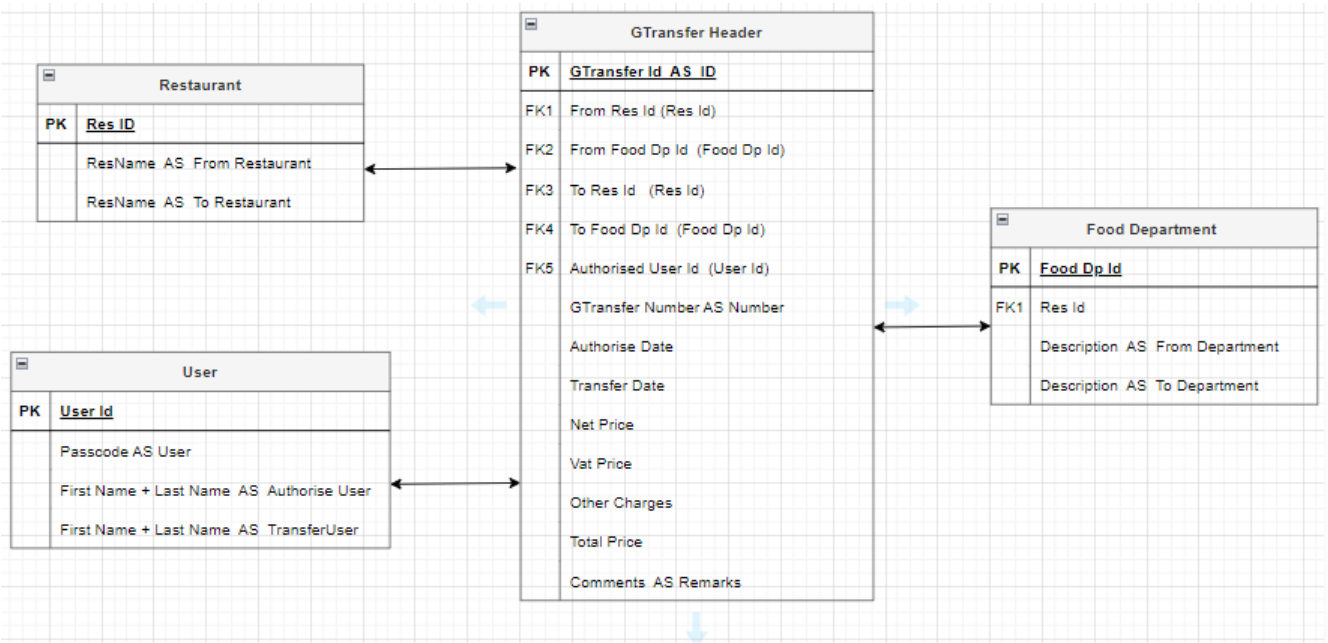 GTransfer Header
PK GTransfer Id AS ID
FK1 From Res Id (Res Id)
FK2 From Food Dp Id (Food Dp Id)
FK3 To Res Id (Res Id)
FK4 To Food Dp Id (Food Dp Id)
FK5 Authorised User Id (User Id)
GTransfer Number AS Number
Authorise Date
Transfer Date
Net Price
Vat Price
Other Charges
Total Price
Comments AS Remarks
Restaurant
PK Res ID
ResName AS From Restaurant
ResName AS To Restaurant
Food Department
PK Food Dp Id
FK1 Res Id
Description AS From Department
Description AS To Department
User
PK User Id
Passcode AS User
First Name + Last Name AS Authorise User
First Name + Last Name AS TransferUser